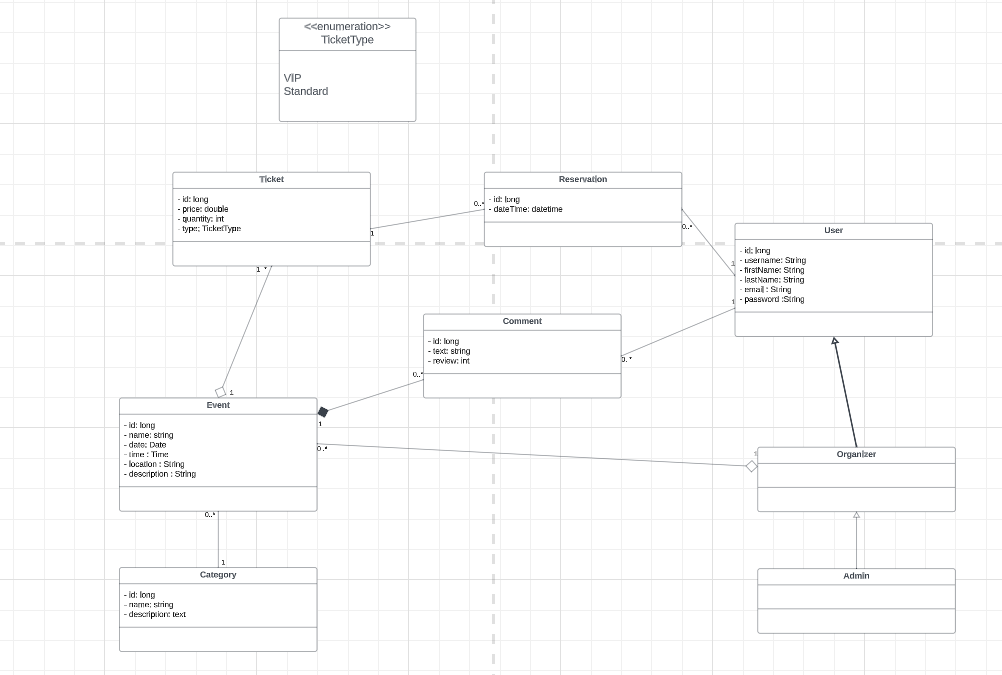 <<enumeration>>
TicketType
VIP
Standard
Ticket
- id: long
- price: double
- quantity: int
- type; TicketType
1 *
1
Reservation
- id: long
- dateTime: datetime
0..*
0..*
User
- id; long
- username: String
- firstName: String
- lastName: String
- email : String
- password :String
1
1
Comment
- id: long
- text: string
- review: int
0..*
0. *
Event
- id: long
- name: string
- date; Date
- time : Time
- location : String
- description : String
1
1
0 .*
0..*
Organizer
1
Category
- id: long
- name; string
- description: text
1
Admin